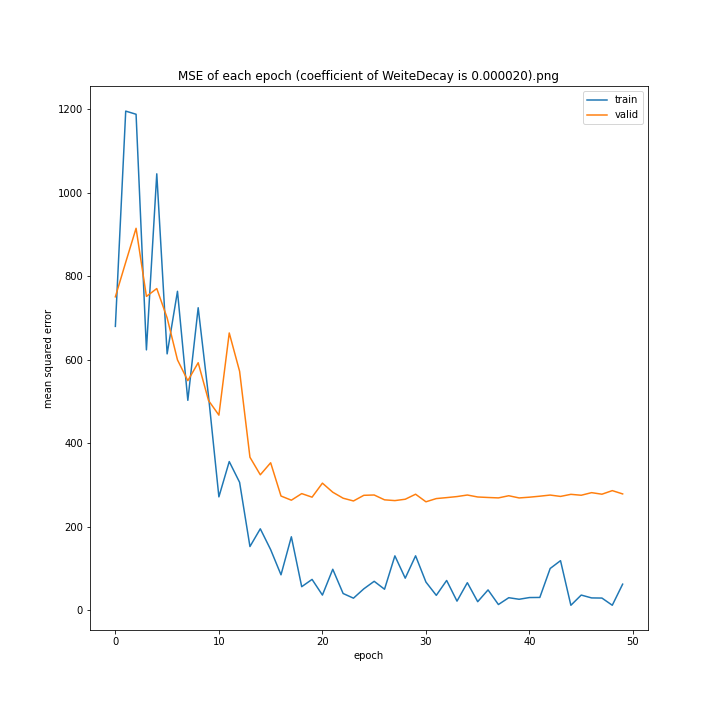 MSE of each epoch (coefficient of WeiteDecay is 0.000020).png
train
valid
1200
1000
800
600
400
200
0
mean squared error
0 10 20 30 40 50
epoch